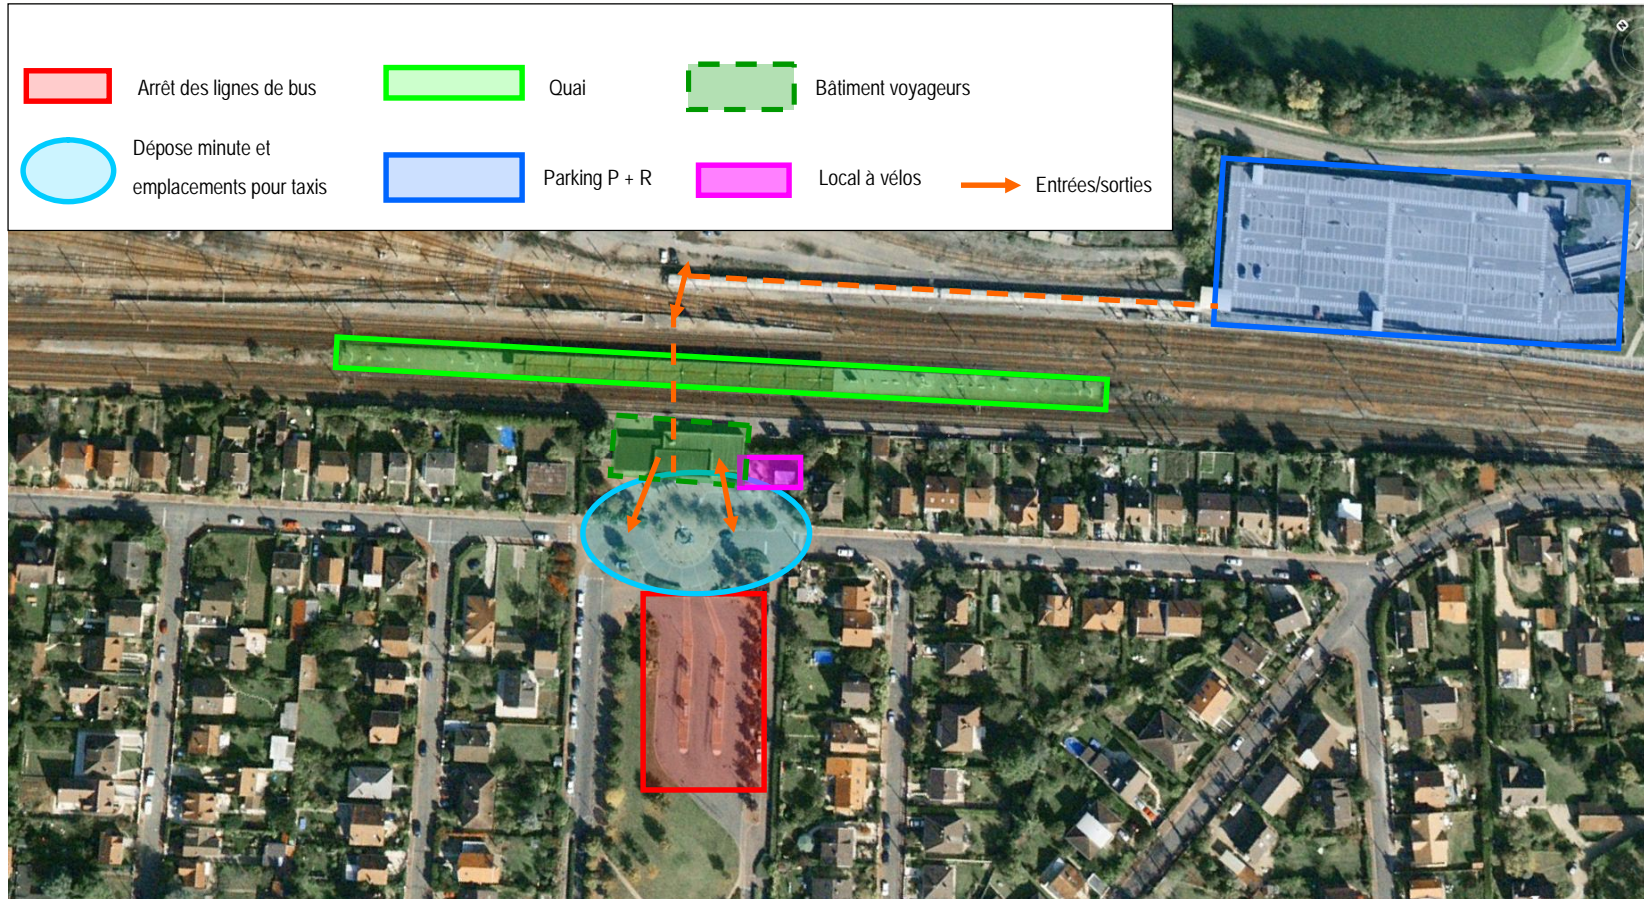 Arrêt des lignes de bus
Quai
Bâtiment voyageurs
Dépose minute et
emplacements pour taxis
Parking P + R
Local à vélos
Entrées/sorties